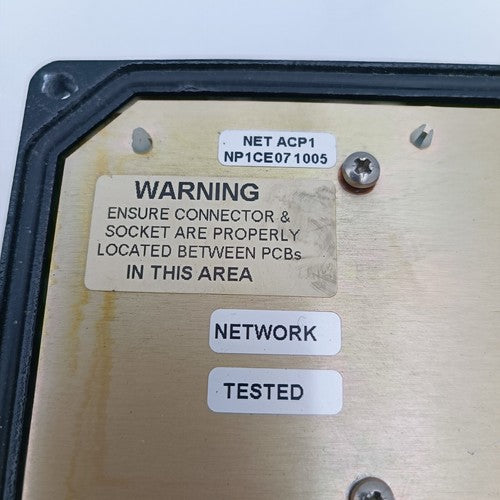 NET ACP1
NP1CE071005
WARNING
ENSURE CONNECTOR &
SOCKET ARE PROPERLY
LOCATED BETWEEN PCBs
IN THIS AREA
NETWORK
TESTED